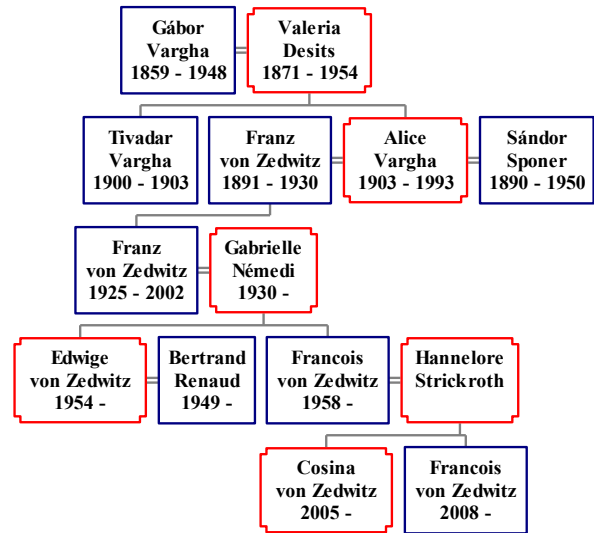 Gábor
Vargha
1859 - 1948
Valeria
Desits
1871 - 1954
Tivadar
Vargha
1900 - 1903
Franz
von Zedwitz
1891 - 1930
Alice
Vargha
1903 - 1993
Sándor
Sponer
1890 - 1950
Franz
von Zedwitz
1925 - 2002
Gabrielle
Némedi
1930 -
Edwige
von Zedwitz
1954 -
Bertrand
Renaud
1949 -
Francois
von Zedwitz
1958 -
Hannelore
Strickroth
Cosina
von Zedwitz
2005 -
Francois
von Zedwitz
2008 -